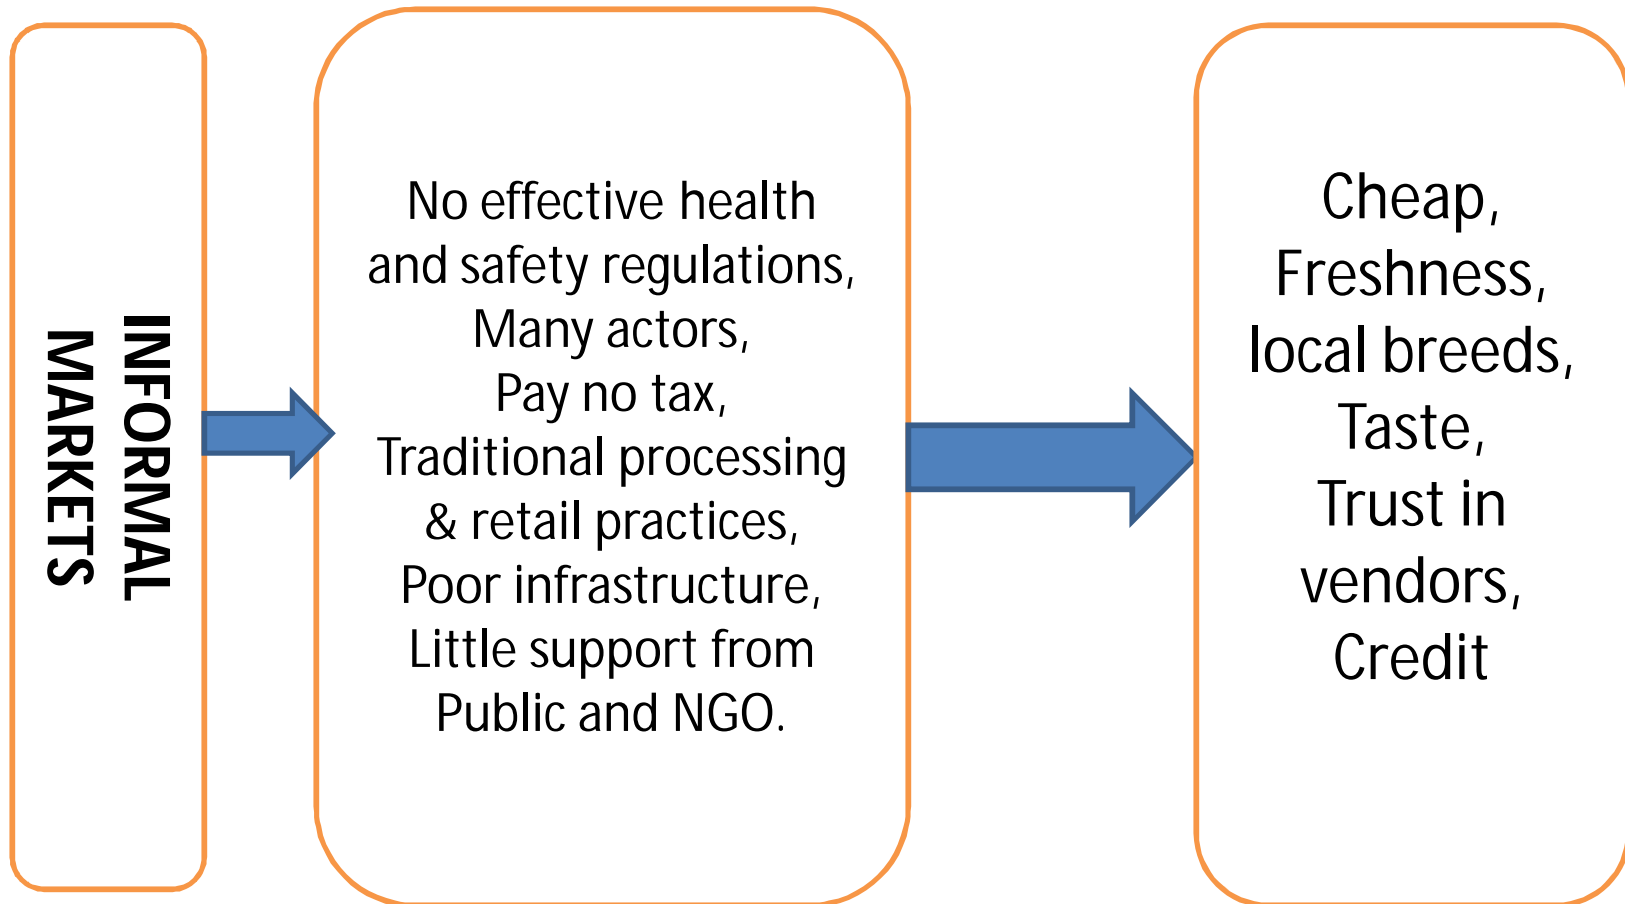 INFORMAL
MARKETS
No effective health
and safety regulations,
Many actors,
Pay no tax,
Traditional processing
& retail practices,
Poor infrastructure,
Little support from
Public and NGO.
Cheap,
Freshness,
local breeds,
Taste,
Trust in
vendors,
Credit